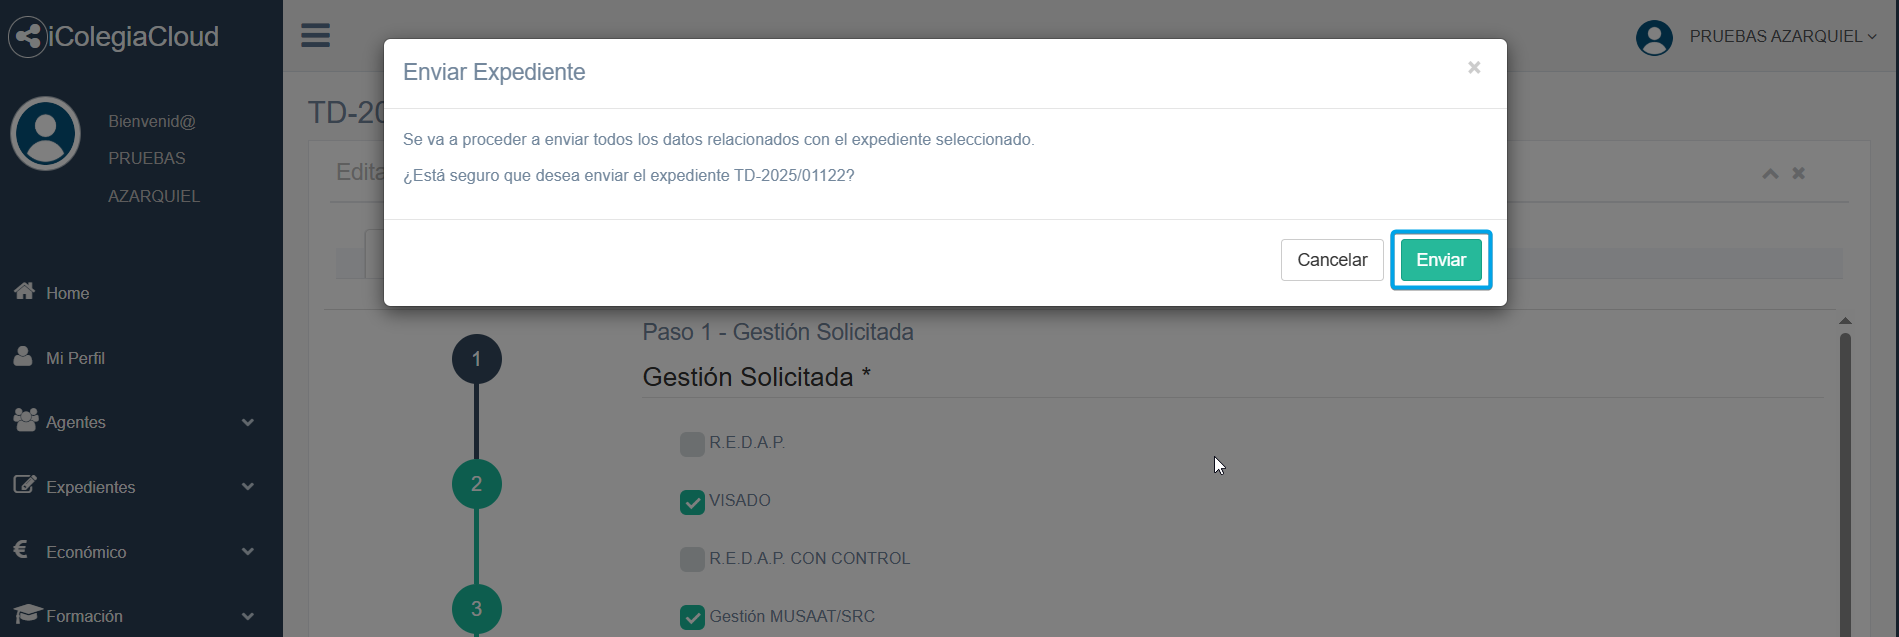 iColegiaCloud
PRUEBAS AZARQUIEL
Bienvenid@
PRUEBAS
AZARQUIEL
Home
Mi Perfil
Agentes
Expedientes
€ Económico
Formación
Enviar Expediente
×
Se va a proceder a enviar todos los datos relacionados con el expediente seleccionado.
¿Está seguro que desea enviar el expediente TD-2025/01122?
Cancelar
Enviar
TD-20
Edita
1
2
3
Paso 1 - Gestión Solicitada
Gestión Solicitada *
R.E.D.A.P.
VISADO
R.E.D.A.P. CON CONTROL
Gestión MUSAAT/SRC